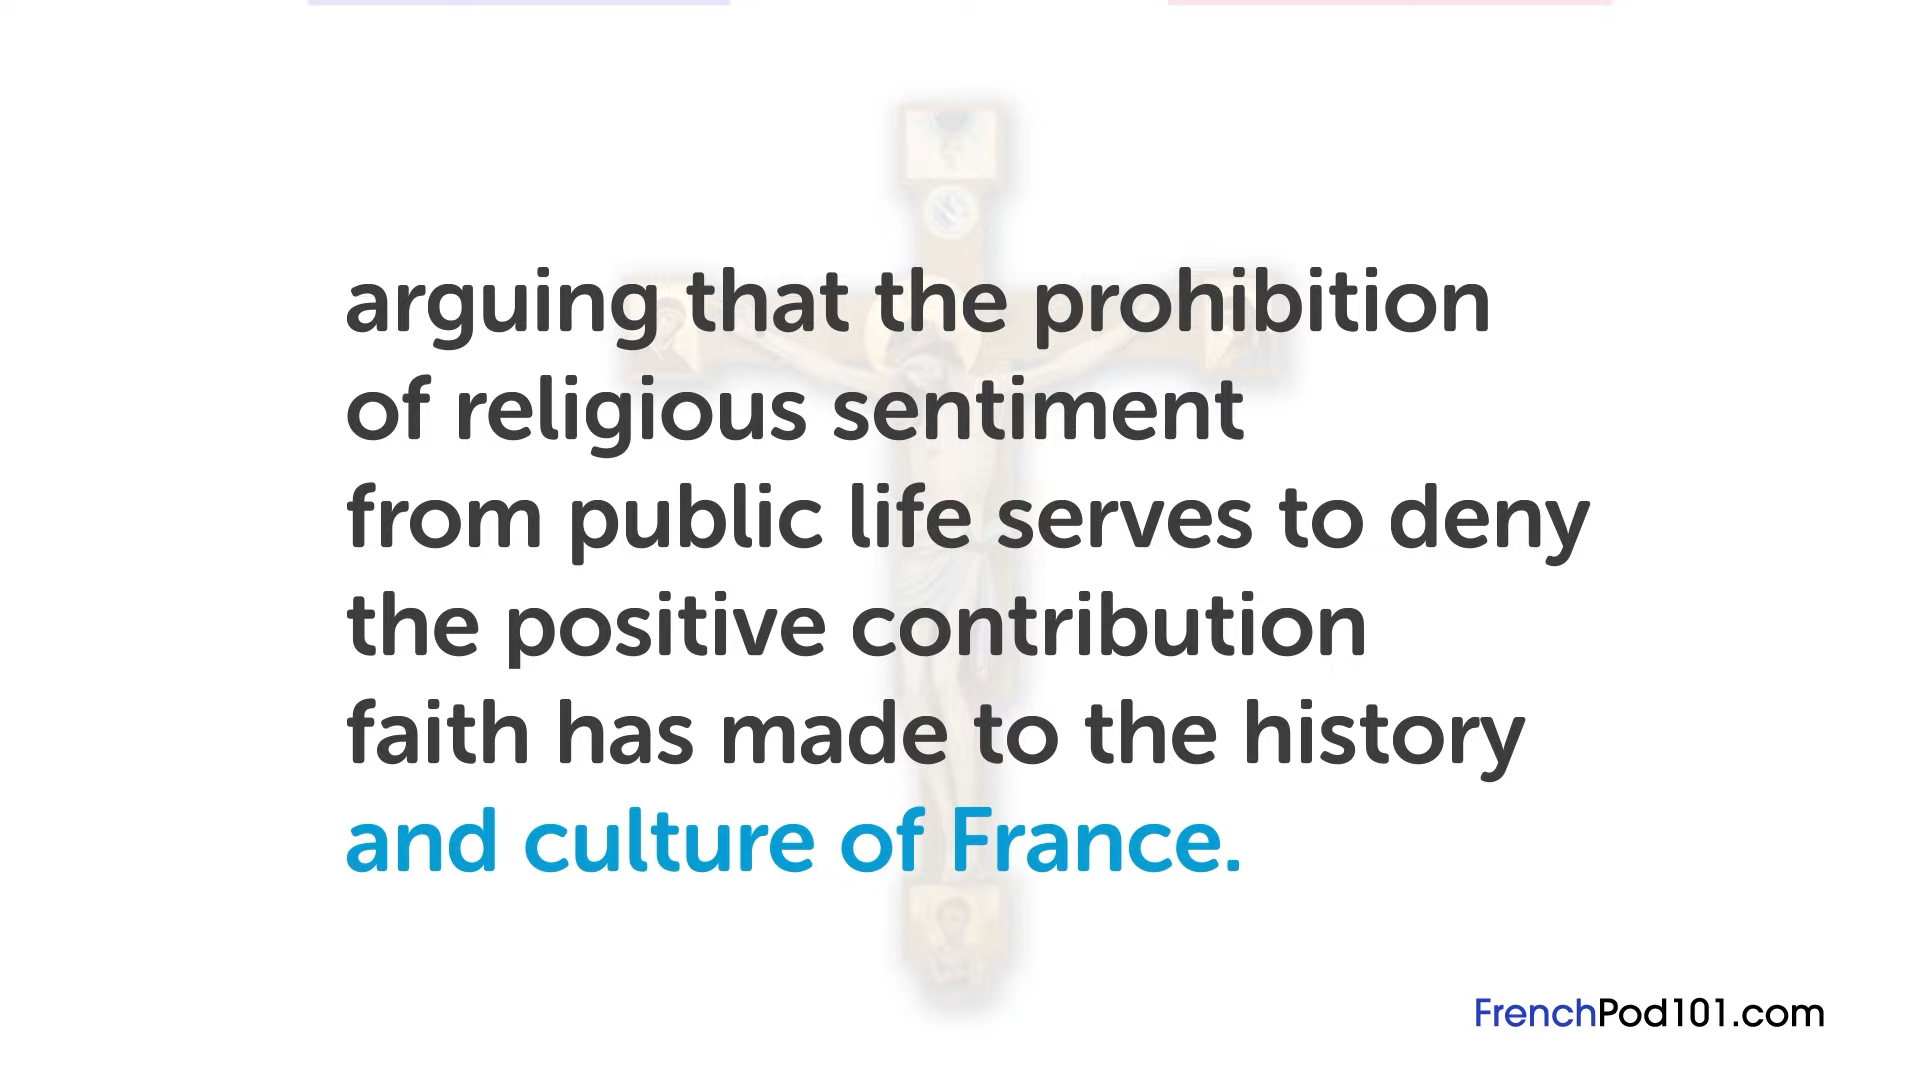 arguing that the prohibition
of religious sentiment
from public life serves to deny
the positive contribution
faith has made to the history
and culture of France.
FrenchPod101.com